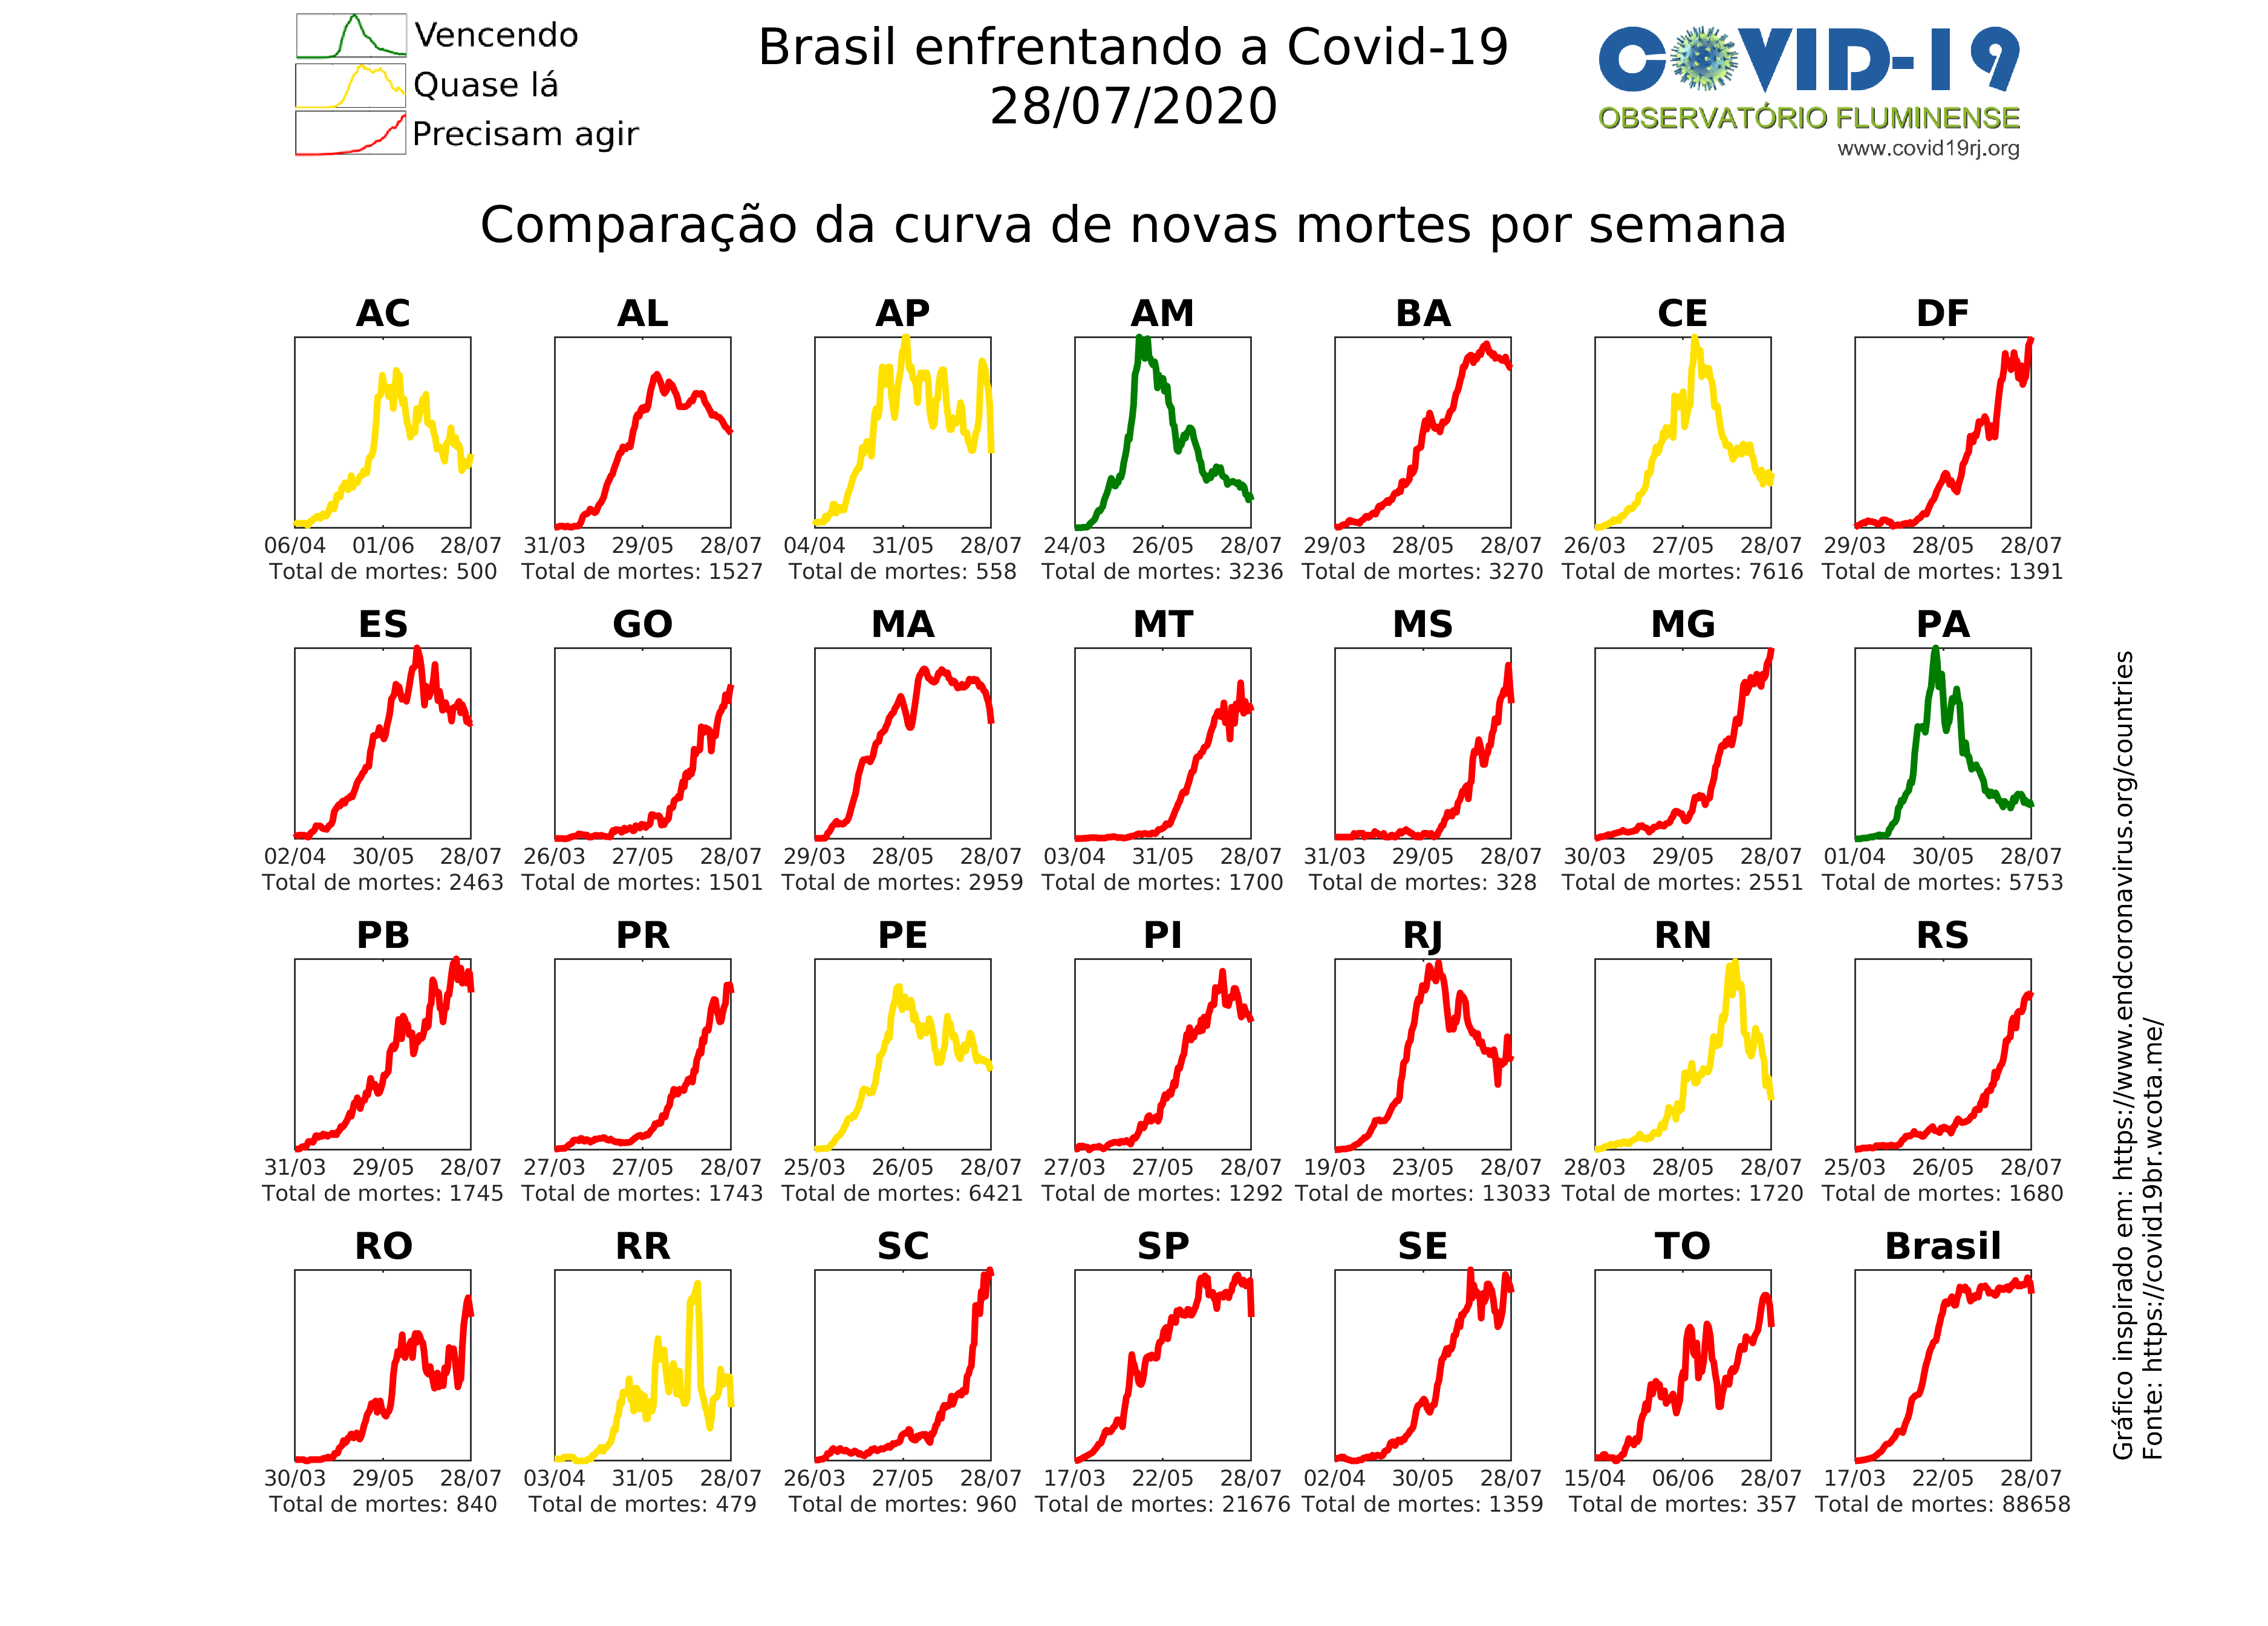 Vencendo
Quase lá
Precisam agir
Brasil enfrentando a Covid-19
28/07/2020
COVID-19
OBSERVATÓRIO FLUMINENSE
www.covid19rj.org
Comparação da curva de novas mortes por semana
AC AL AP AM BA CE DF
06/04 01/06 28/07 31/03 29/05 28/07 04/04 31/05 28/07 24/03 26/05 28/07 29/03 28/05 28/07 26/03 27/05 28/07 29/03 28/05 28/07
Total de mortes: 500 Total de mortes: 1527 Total de mortes: 558 Total de mortes: 3236 Total de mortes: 3270 Total de mortes: 7616 Total de mortes: 1391
ES GO MA MT MS MG PA
02/04 30/05 28/07 26/03 27/05 28/07 29/03 28/05 28/07 03/04 31/05 28/07 31/03 29/05 28/07 30/03 29/05 28/07 01/04 30/05 28/07
Total de mortes: 2463 Total de mortes: 1501 Total de mortes: 2959 Total de mortes: 1700 Total de mortes: 328 Total de mortes: 2551 Total de mortes: 5753
PB PR PE PI RJ RN RS
31/03 29/05 28/07 27/03 27/05 28/07 25/03 26/05 28/07 27/03 27/05 28/07 19/03 23/05 28/07 28/03 28/05 28/07 25/03 26/05 28/07
Total de mortes: 1745 Total de mortes: 1743 Total de mortes: 6421 Total de mortes: 1292 Total de mortes: 13033 Total de mortes: 1720 Total de mortes: 1680
RO RR SC SP SE TO Brasil
30/03 29/05 28/07 03/04 31/05 28/07 26/03 27/05 28/07 17/03 22/05 28/07 02/04 30/05 28/07 15/04 06/06 28/07 17/03 22/05 28/07
Total de mortes: 840 Total de mortes: 479 Total de mortes: 960 Total de mortes: 21676 Total de mortes: 1359 Total de mortes: 357 Total de mortes: 88658
Gráfico inspirado em: https://www.endcoronavirus.org/countries
Fonte: https://covid19br.wcota.me/